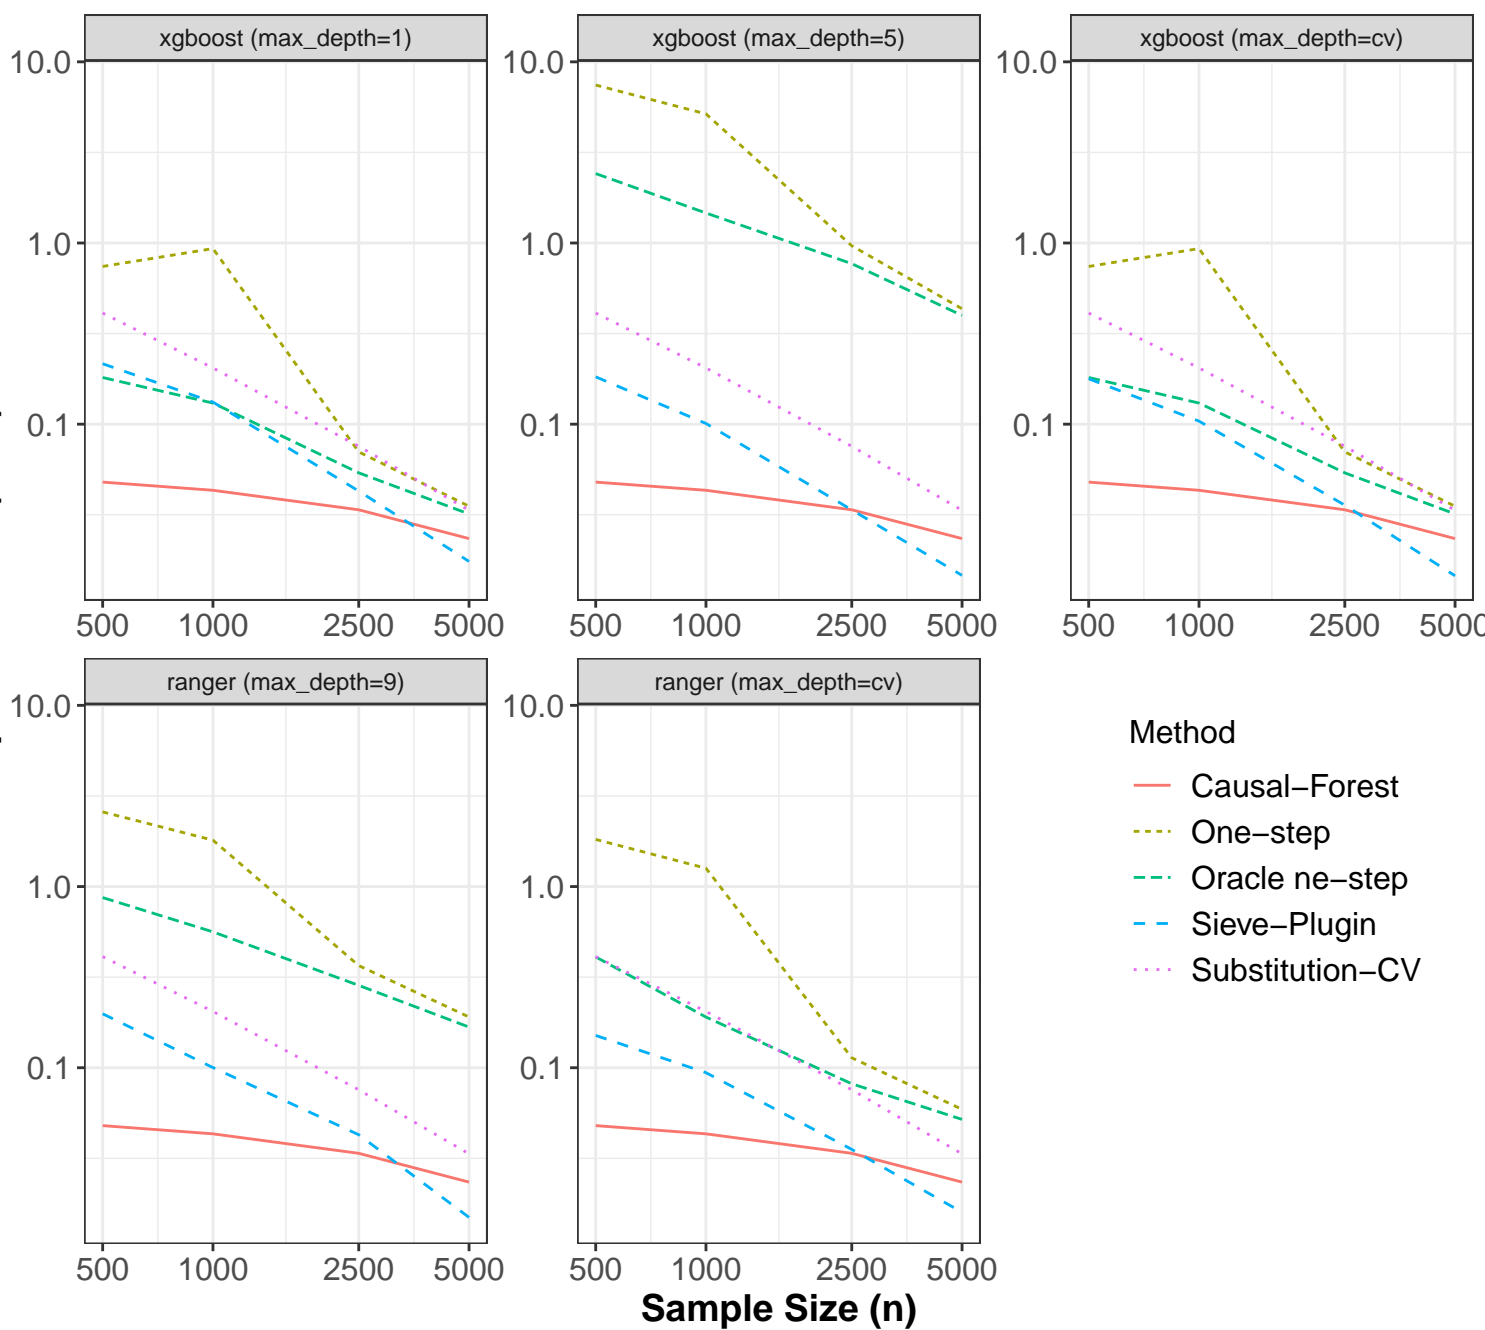 xgboost (max_depth=1)
xgboost (max_depth=5)
xgboost (max_depth=cv)
10.0
1.0
0.1
10.0
1.0
0.1
10.0
1.0
0.1
500 1000 2500 5000
500 1000 2500 5000
500 1000 2500 5000
ranger (max_depth=9)
ranger (max_depth=cv)
10.0
1.0
0.1
10.0
1.0
0.1
500 1000 2500 5000
500 1000 2500 5000
Sample Size (n)
Method
Causal−Forest
One−step
Oracle ne−step
Sieve−Plugin
Substitution−CV